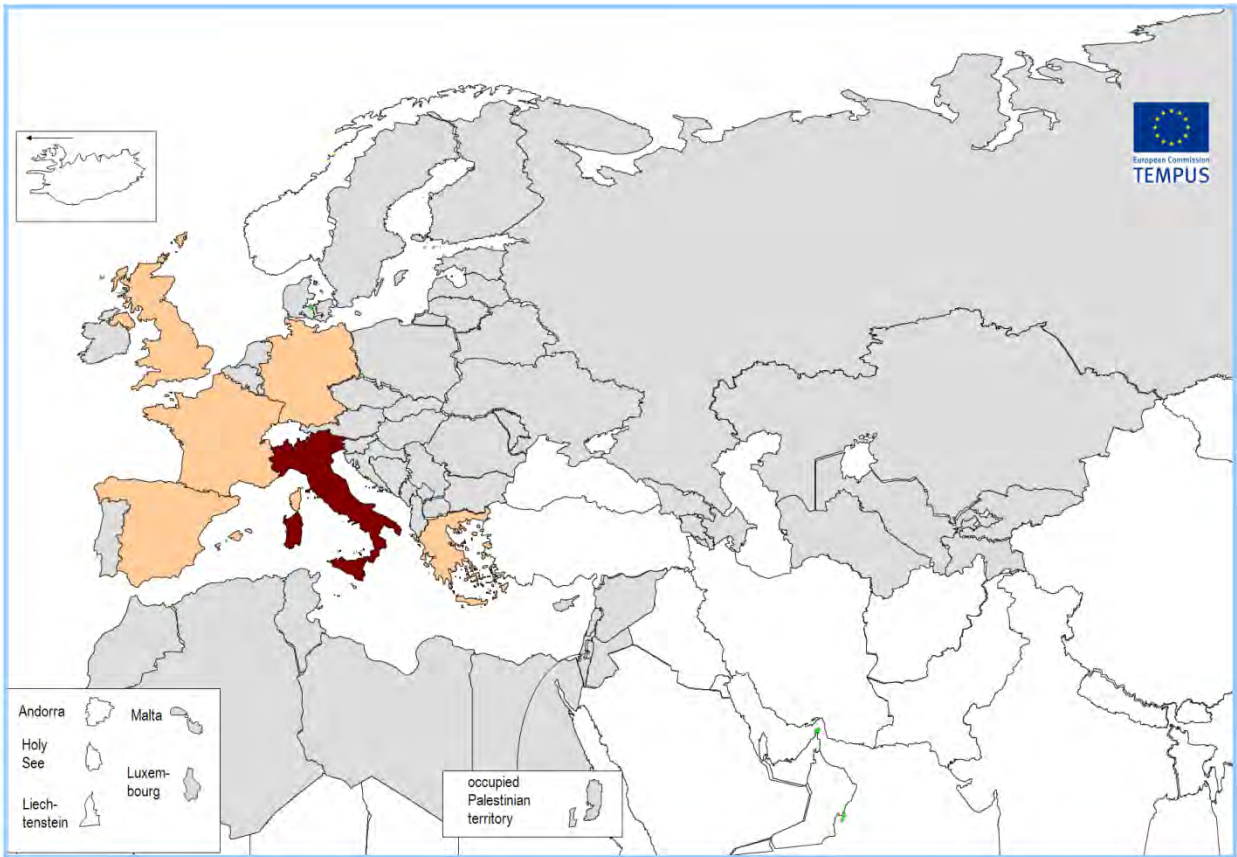 European Commission
TEMPUS
Andorra
Malta
Holy
See
Luxem-
bourg
Liech-
tenstein
occupied
Palestinian
territory